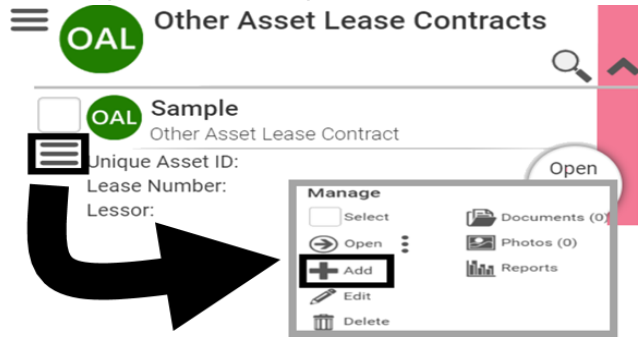 OAL Other Asset Lease Contracts
OAL Sample
Other Asset Lease Contract
Unique Asset ID:
Lease Number:
Lessor:
Open
Manage
Select
Documents (0)
Open
Photos (0)
Add
Reports
Edit
Delete